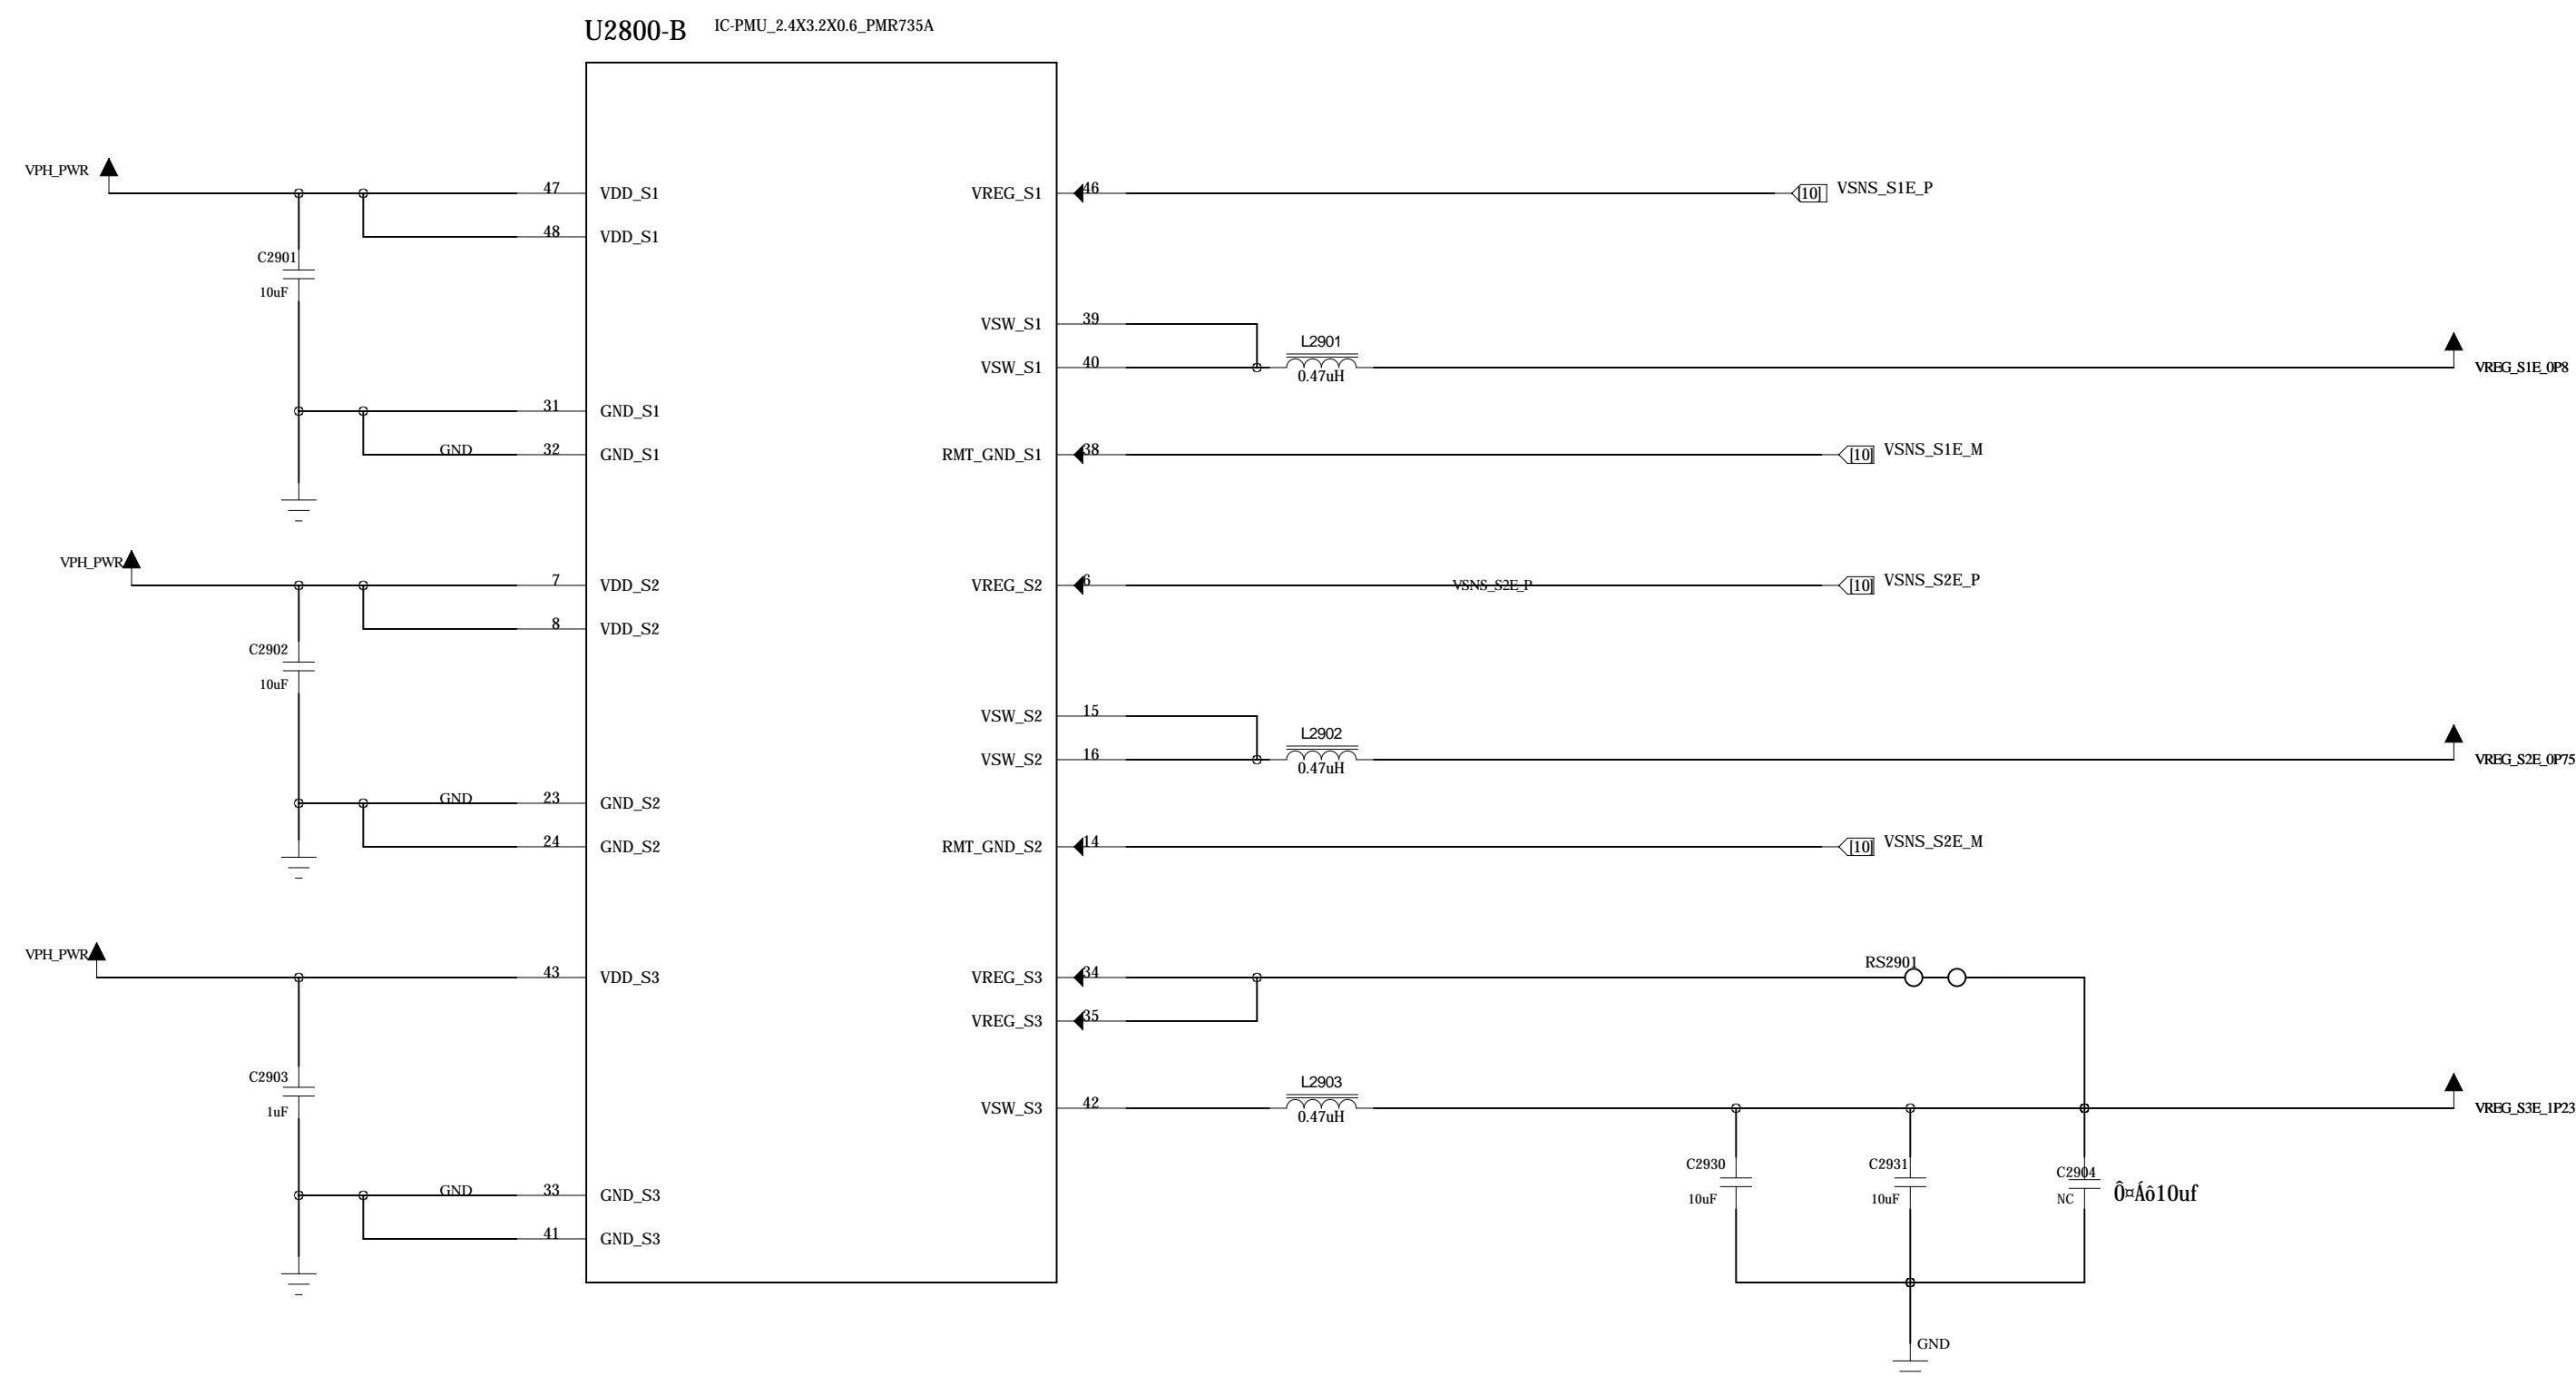 U2800-B IC-PMU_2.4X3.2X0.6_PMR735A
VPH_PWR 47 VDD_S1 VREG_S1 46 [10] VSNS_S1E_P
48 VDD_S1
C2901
10uF
VSW_S1 39
L2901
VSW_S1 40 0.47uH VREG_S1E_0P8
31 GND_S1
GND 32 GND_S1 RMT_GND_S1 38 [10] VSNS_S1E_M
VPH_PWR 7 VDD_S2 VREG_S2 6 VSNS_S2E_P [10] VSNS_S2E_P
8 VDD_S2
C2902
10uF
VSW_S2 15
L2902
VSW_S2 16 0.47uH VREG_S2E_0P75
GND 23 GND_S2
24 GND_S2 RMT_GND_S2 14 [10] VSNS_S2E_M
VPH_PWR 43 VDD_S3 VREG_S3 34 RS2901
VREG_S3 35
C2903
1uF
L2903
VSW_S3 42 0.47uH VREG_S3E_1P23
C2930 C2931 C2904
10uF 10uF NC Ô¤Áô10uf
GND 33 GND_S3
41 GND_S3
GND